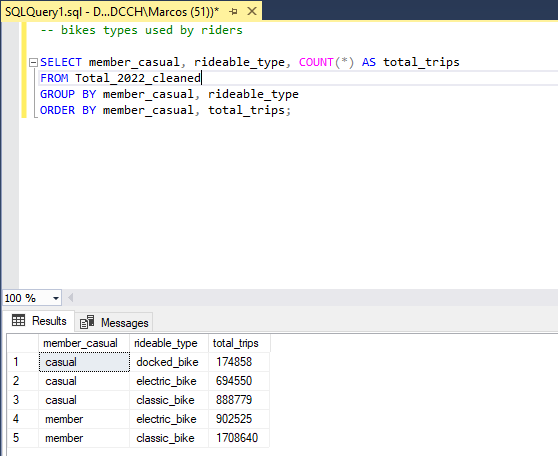 SQLQuery1.sql - D...DCCH\Marcos (51))*
-- bikes types used by riders
SELECT member_casual, rideable_type, COUNT(*) AS total_trips
FROM Total_2022_cleaned
GROUP BY member_casual, rideable_type
ORDER BY member_casual, total_trips;
100 %
Results Messages
member_casual rideable_type total_trips
1 casual docked_bike 174858
2 casual electric_bike 694550
3 casual classic_bike 888779
4 member electric_bike 902525
5 member classic_bike 1708640